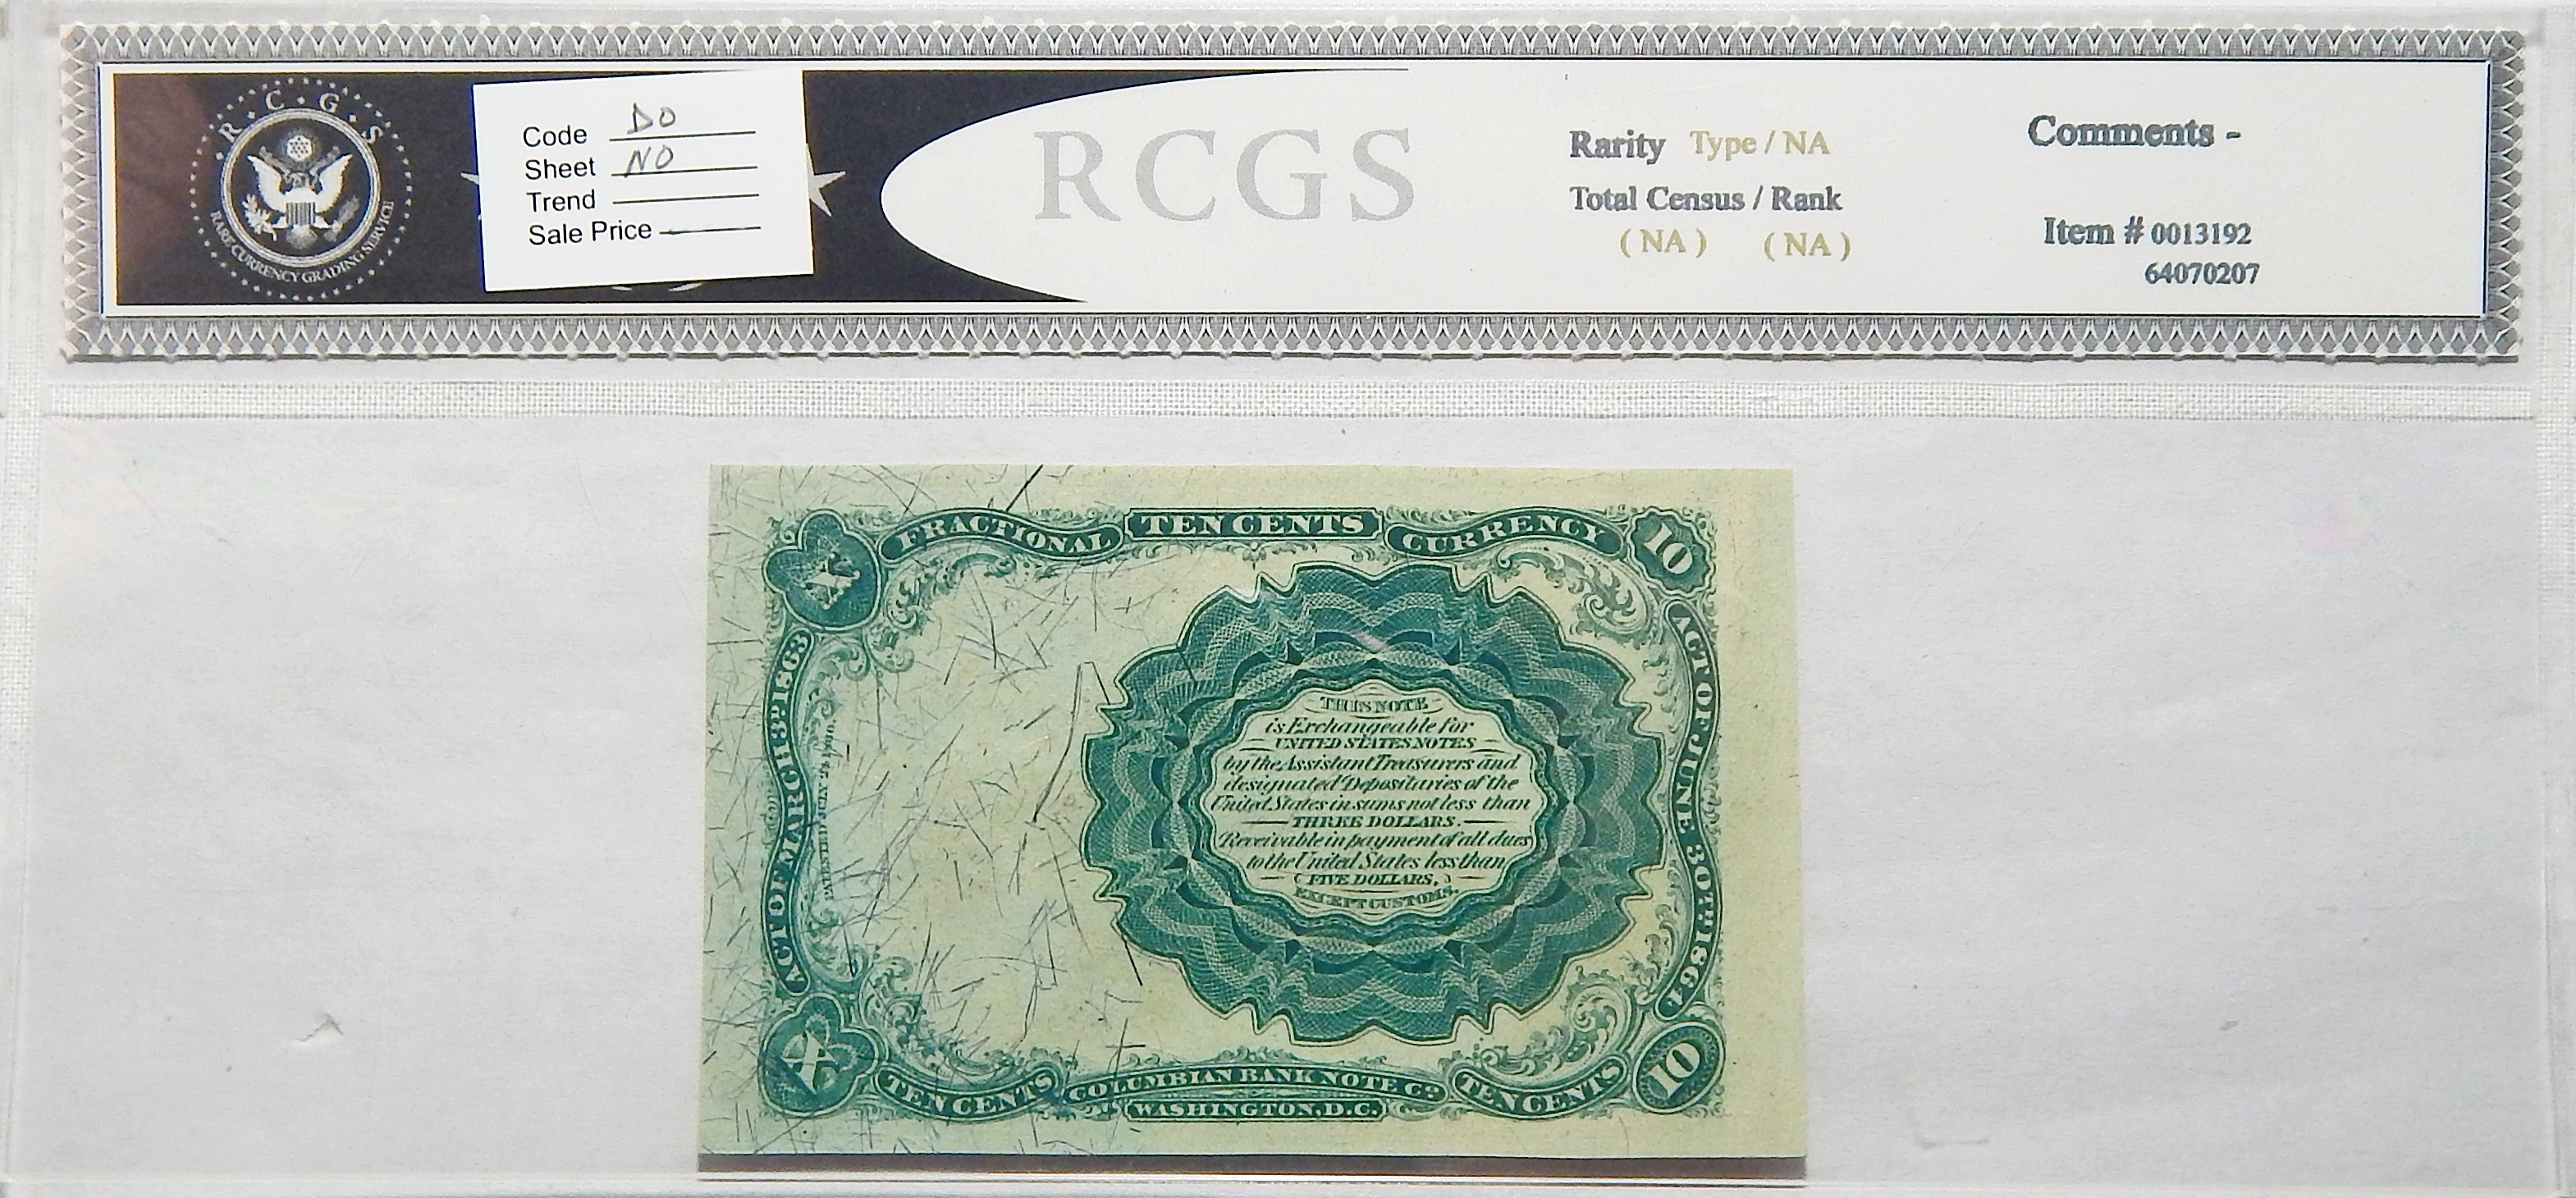 R · C · G · S
RARE CURRENCY GRADING SERVICE
Code DO
Sheet NO
Trend
Sale Price
RCGS
Rarity Type / NA
Total Census / Rank
( NA ) ( NA )
Comments -
Item # 0013192
64070207
X
FRACTIONAL
TEN CENTS
CURRENCY
10
ACT OF MARCH 3D 1863
PATENTED JULY
ACT OF JUNE 30TH 1864
THIS NOTE
is Exchangeable for
UNITED STATES NOTES
by the Assistant Treasurers and
designated Depositaries of the
United States in sums not less than
THREE DOLLARS.
Receivable in payment of all dues
to the United States less than
FIVE DOLLARS,
EXCEPT CUSTOMS.
X
TEN CENTS
COLUMBIAN BANK NOTE Co.
TEN CENTS
10
WASHINGTON, D.C.